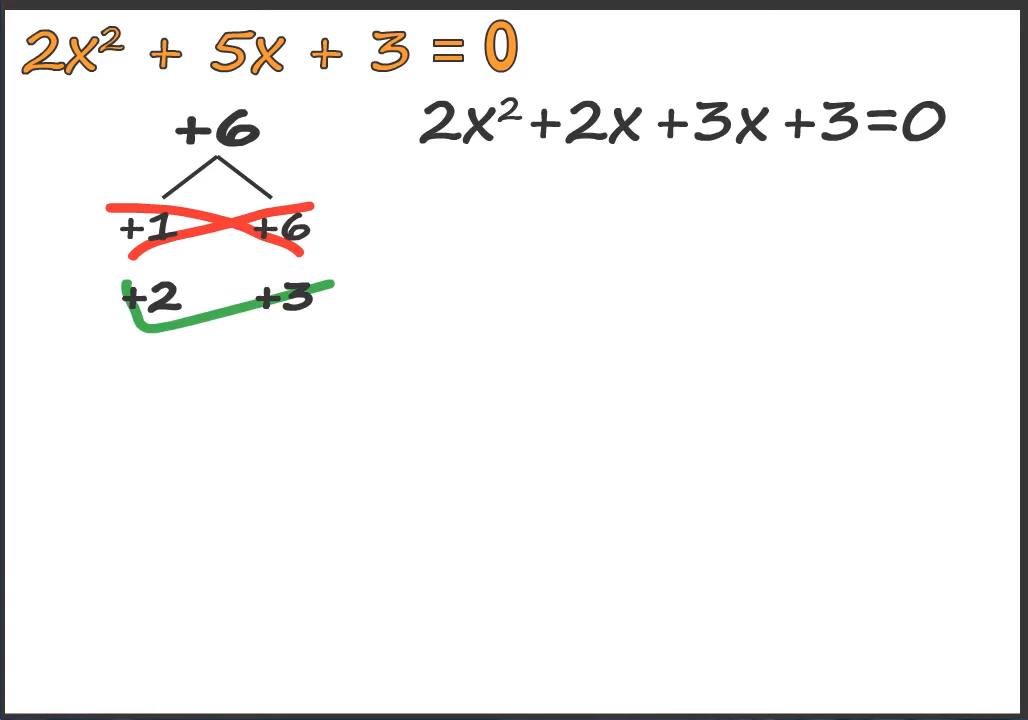 2x² + 5x + 3 = 0
+6
2x²+2x+3x+3=0
+1 +6
+2 +3